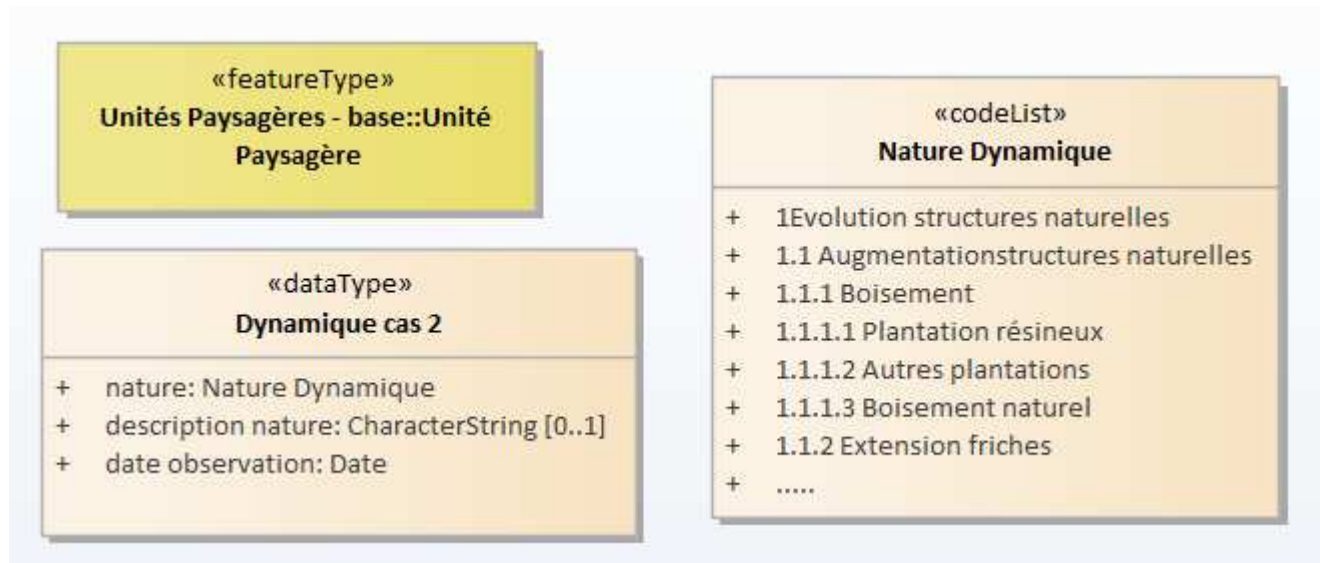 «featureType»
Unités Paysagères - base::Unité
Paysagère
«dataType»
Dynamique cas 2
+ nature: Nature Dynamique
+ description nature: CharacterString [0..1]
+ date observation: Date
«codeList»
Nature Dynamique
+ 1Evolution structures naturelles
+ 1.1 Augmentationstructures naturelles
+ 1.1.1 Boisement
+ 1.1.1.1 Plantation résineux
+ 1.1.1.2 Autres plantations
+ 1.1.1.3 Boisement naturel
+ 1.1.2 Extension friches
+ .....